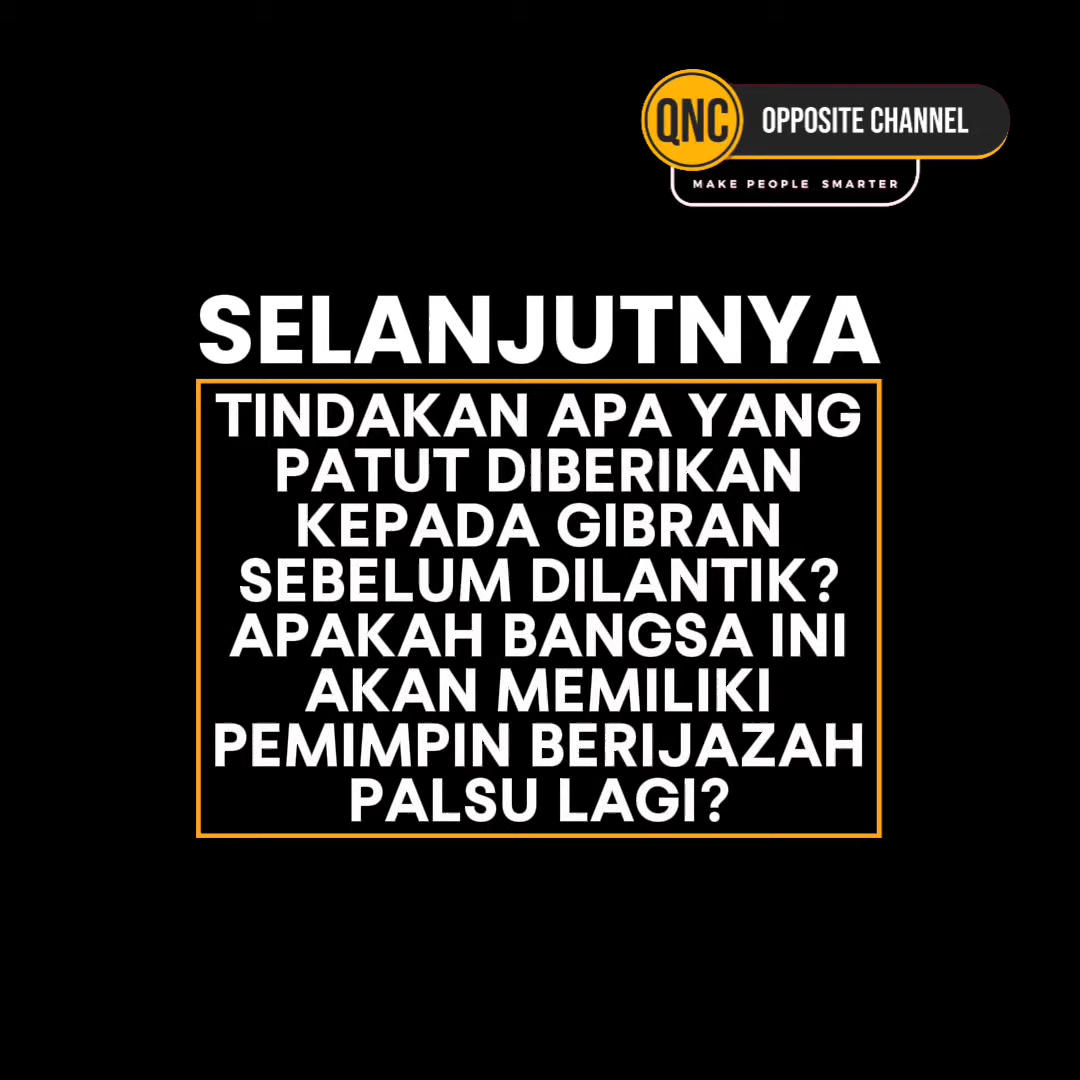 QNC OPPOSITE CHANNEL
MAKE PEOPLE SMARTER
SELANJUTNYA
TINDAKAN APA YANG
PATUT DIBERIKAN
KEPADA GIBRAN
SEBELUM DILANTIK?
APAKAH BANGSA INI
AKAN MEMILIKI
PEMIMPIN BERIJAZAH
PALSU LAGI?